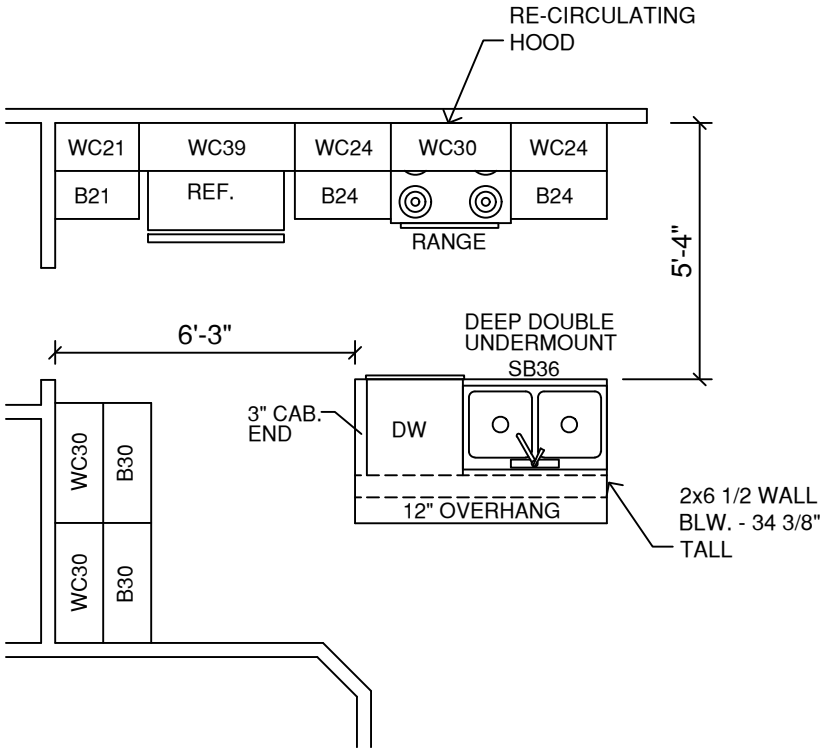 RE-CIRCULATING
HOOD
WC21
WC39
WC24
WC30
WC24
B21
REF.
B24
B24
RANGE
5'-4"
6'-3"
DEEP DOUBLE
UNDERMOUNT
SB36
3" CAB.
END
DW
WC30
B30
12" OVERHANG
2x6 1/2 WALL
BLW. - 34 3/8"
TALL
WC30
B30